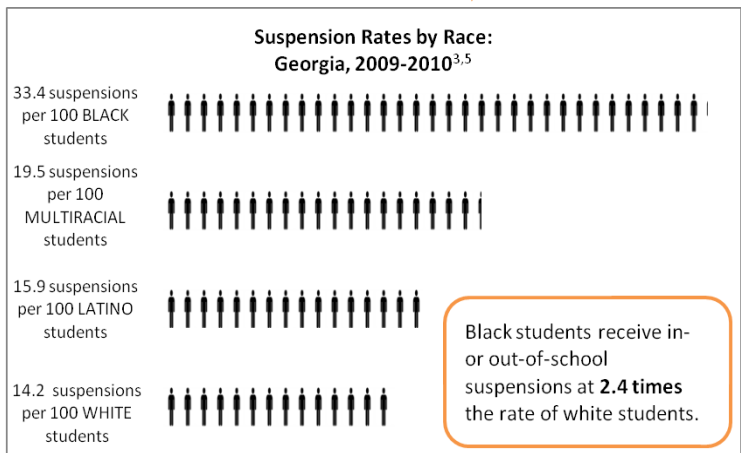 Suspension Rates by Race:
Georgia, 2009-2010³,⁵
33.4 suspensions
per 100 BLACK
students
19.5 suspensions
per 100
MULTIRACIAL
students
15.9 suspensions
per 100 LATINO
students
14.2 suspensions
per 100 WHITE
students
Black students receive in-
or out-of-school
suspensions at 2.4 times
the rate of white students.